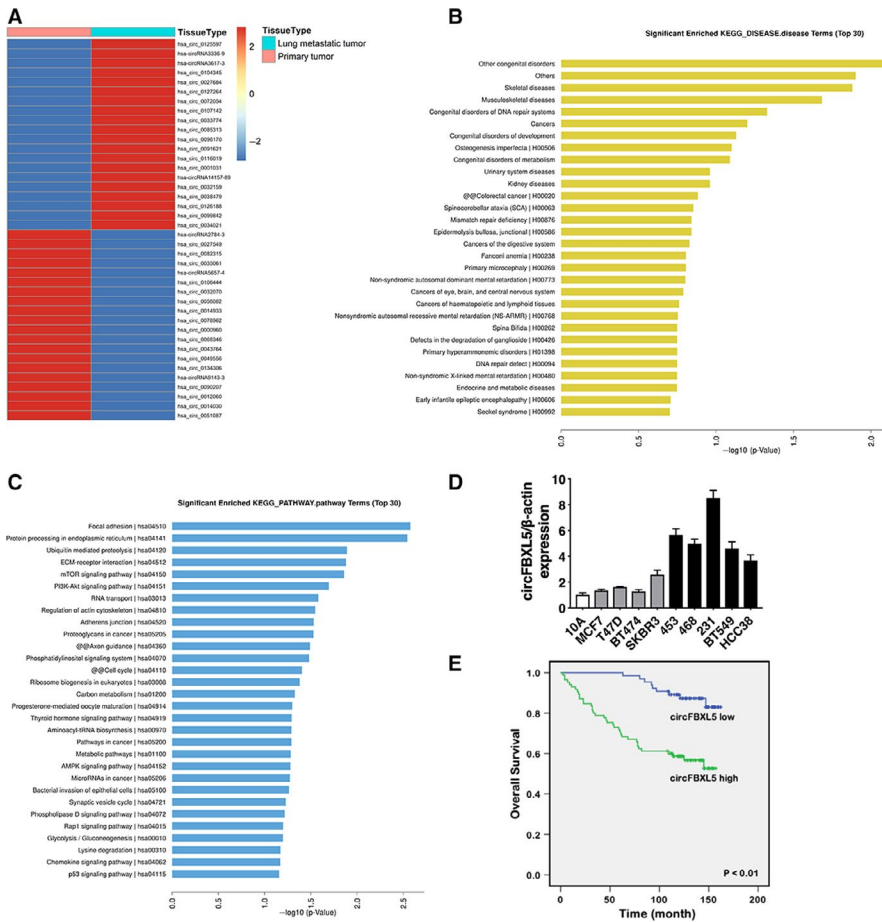 A
TissueType
TissueType
Lung metastatic tumor
Primary tumor
2
0
−2
hsa_circ_0125597
hsa-circRNA3336-9
hsa-circRNA3617-3
hsa_circ_0104345
hsa_circ_0027684
hsa_circ_0127264
hsa_circ_0072034
hsa_circ_0107142
hsa_circ_0033774
hsa_circ_0085313
hsa_circ_0096170
hsa_circ_0091621
hsa_circ_0116019
hsa_circ_0001031
hsa-circRNA14157-89
hsa_circ_0032159
hsa_circ_0038479
hsa_circ_0126188
hsa_circ_0099842
hsa_circ_0034021
hsa-circRNA2784-3
hsa_circ_0027549
hsa_circ_0082315
hsa_circ_0033061
hsa-circRNA5657-4
hsa_circ_0106444
hsa_circ_0032070
hsa_circ_0014933
hsa_circ_0078962
hsa_circ_0000960
hsa_circ_0068346
hsa_circ_0043764
hsa_circ_0049556
hsa_circ_0134306
hsa-circRNA9143-3
hsa_circ_0090207
hsa_circ_0012060
hsa_circ_0014030
hsa_circ_0051087
B
Significant Enriched KEGG_DISEASE.disease Terms (Top 30)
Other congenital disorders
Others
Skeletal diseases
Musculeskeletal diseases
Congenital disorders of DNA repair systems
Cancers
Congenital disorders of development
Osteogenesis imperfecta | H00506
Congenital disorders of metabolism
Urinary system diseases
Kidney diseases
@@Colorectal cancer | H00020
Spinocerebellar ataxia (SCA) | H00063
Mismatch repair deficiency | H00876
Epidermolysis bullosa, junctional | H00586
Cancers of the digestive system
Fanconi anemia | H00238
Primary microcephaly | H00269
Non-syndromic autosomal dominant mental retardation | H00773
Cancers of eye, brain, and central nervous system
Cancers of haematopoietic and lymphoid tissues
Nonsyndromic autosomal recessive mental retardation (NS-ARMR) | H00768
Spina Bifida | H00262
Defects in the degradation of ganglioside | H00426
Primary hyperammonemic disorders | H01398
DNA repair defect | H00094
Non-syndromic X-linked mental retardation | H00480
Endocrine and metabolic diseases
Early infantile epileptic encephalopathy | H00606
Seckel syndrome | H00992
0.0
0.5
1.0
1.5
2.0
−log10 (p-Value)
C
Significant Enriched KEGG_PATHWAY.pathway Terms (Top 30)
Focal adhesion | hsa04510
Protein processing in endoplasmic reticulum | hsa04141
Ubiquitin mediated proteolysis | hsa04120
ECM-receptor interaction | hsa04512
mTOR signaling pathway | hsa04150
PI3K-Akt signaling pathway | hsa04151
RNA transport | hsa03013
Regulation of actin cytoskeleton | hsa04810
Adherens junction | hsa04520
Proteoglycans in cancer | hsa05205
@@Axon guidance | hsa04360
Phosphatidylinositol signaling system | hsa04070
@@Cell cycle | hsa04110
Ribosome biogenesis in eukaryotes | hsa03008
Carbon metabolism | hsa01200
Progesterone-mediated oocyte maturation | hsa04914
Thyroid hormone signaling pathway | hsa04919
Aminoacyl-tRNA biosynthesis | hsa00970
Pathways in cancer | hsa05200
Metabolic pathways | hsa01100
AMPK signaling pathway | hsa04152
MicroRNAs in cancer | hsa05206
Bacterial invasion of epithelial cells | hsa05100
Synaptic vesicle cycle | hsa04721
Phospholipase D signaling pathway | hsa04072
Rap1 signaling pathway | hsa04015
Glycolysis / Gluconeogenesis | hsa00010
Lysine degradation | hsa00310
Chemokine signaling pathway | hsa04062
p53 signaling pathway | hsa04115
0.0
0.5
1.0
1.5
2.0
2.5
−log10 (p-Value)
D
circFBXL5/β-actin
expression
10
8
6
4
2
0
10A
MCF7
T47D
BT474
SKBR3
453
468
231
BT549
HCC38
E
Overall Survival
1.0
0.8
0.6
0.4
0.2
0.0
circFBXL5 low
circFBXL5 high
P < 0.01
0
50
100
150
200
Time (month)